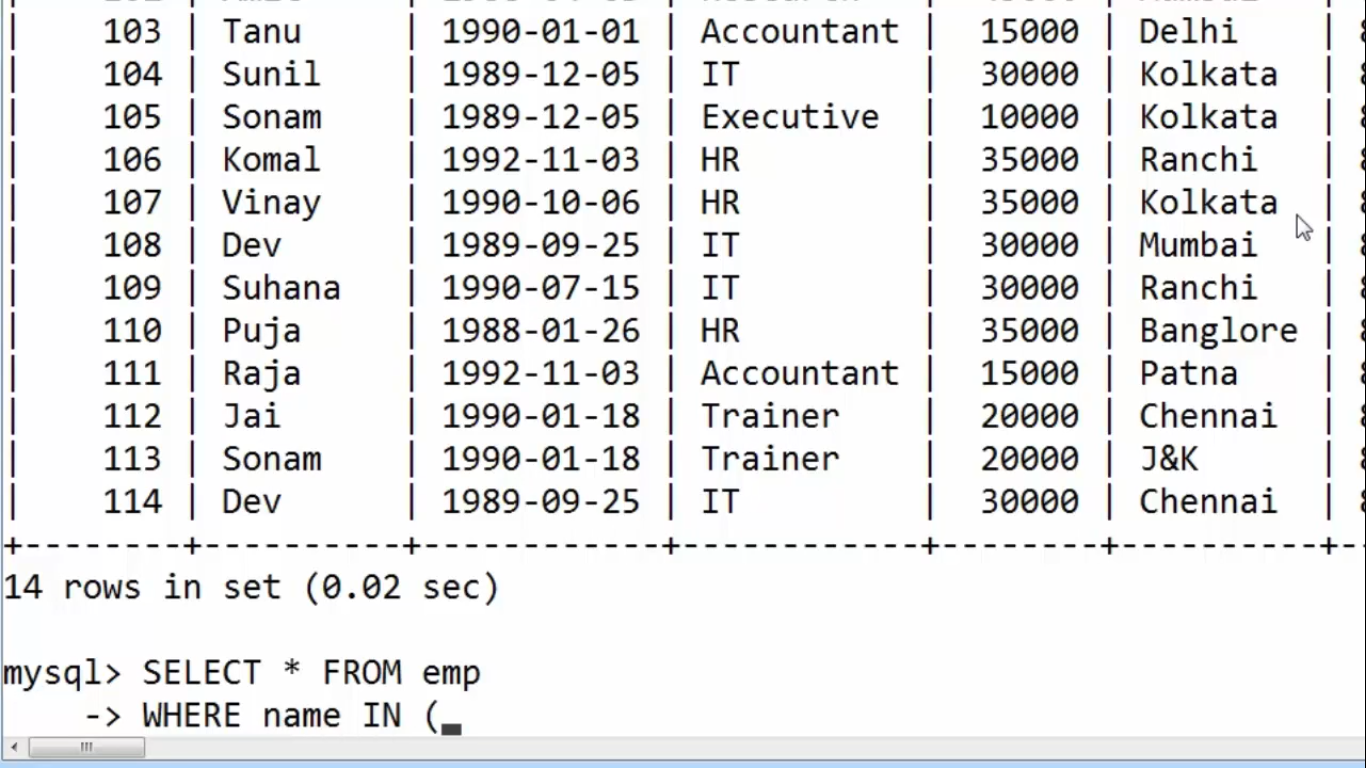 | 103 | Tanu | 1990-01-01 | Accountant | 15000 | Delhi |
| 104 | Sunil | 1989-12-05 | IT | 30000 | Kolkata |
| 105 | Sonam | 1989-12-05 | Executive | 10000 | Kolkata |
| 106 | Komal | 1992-11-03 | HR | 35000 | Ranchi |
| 107 | Vinay | 1990-10-06 | HR | 35000 | Kolkata |
| 108 | Dev | 1989-09-25 | IT | 30000 | Mumbai |
| 109 | Suhana | 1990-07-15 | IT | 30000 | Ranchi |
| 110 | Puja | 1988-01-26 | HR | 35000 | Banglore |
| 111 | Raja | 1992-11-03 | Accountant | 15000 | Patna |
| 112 | Jai | 1990-01-18 | Trainer | 20000 | Chennai |
| 113 | Sonam | 1990-01-18 | Trainer | 20000 | J&K |
| 114 | Dev | 1989-09-25 | IT | 30000 | Chennai |
14 rows in set (0.02 sec)
mysql> SELECT * FROM emp
-> WHERE name IN (